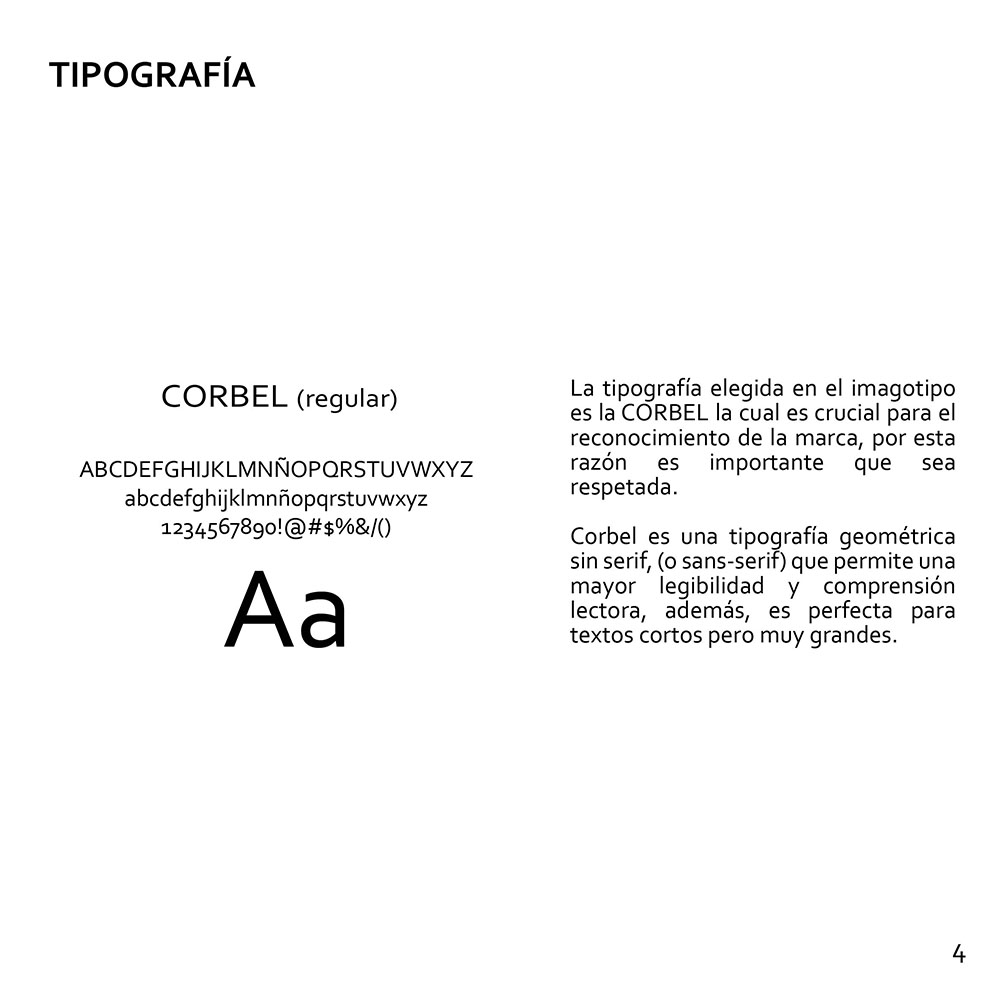 TIPOGRAFÍA
CORBEL (regular)
ABCDEFGHIJKLMNÑOPQRSTUVWXYZ
abcdefghijklmnñopqrstuvwxyz
1234567890!@#$%&/()
Aa
La tipografía elegida en el imagotipo
es la CORBEL la cual es crucial para el
reconocimiento de la marca, por esta
razón es importante que sea
respetada.
Corbel es una tipografía geométrica
sin serif, (o sans-serif) que permite una
mayor legibilidad y comprensión
lectora, además, es perfecta para
textos cortos pero muy grandes.
4